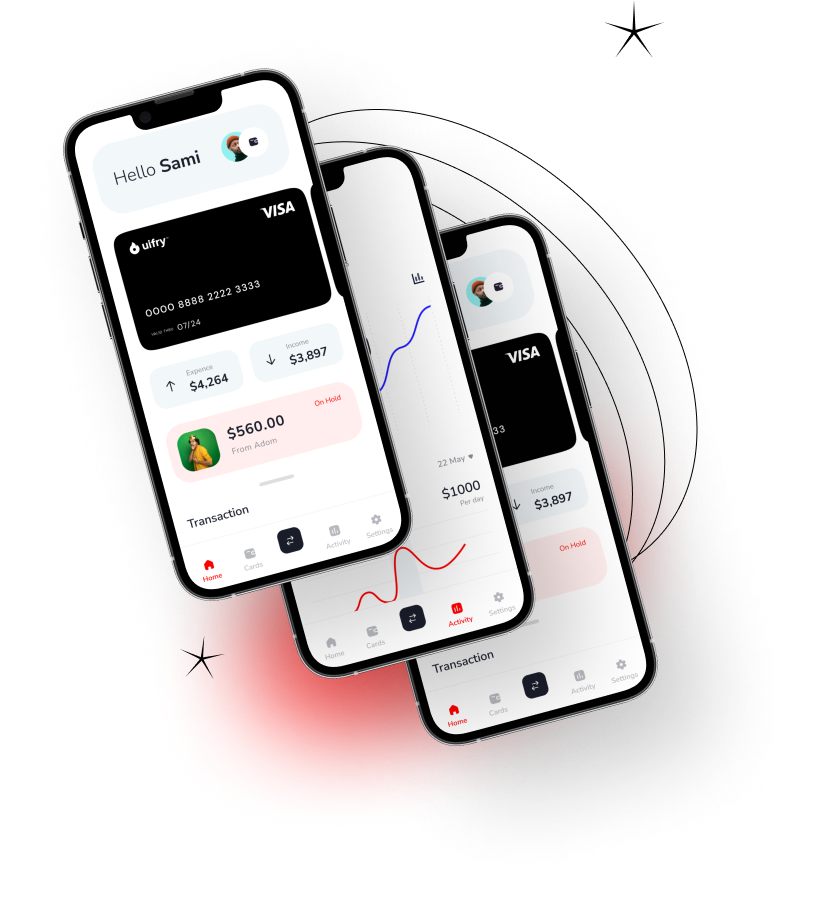 Hello Sami
VISA
uifry
0000 8888 2222 3333
VALID THRU 07/24
Expence
$4,264
Income
$3,897
On Hold
$560.00
From Adom
Transaction
Home
Cards
Activity
Settings
22 May
$1000
Per day
Home
Cards
Activity
Settings
VISA
33
Income
$3,897
On Hold
Transaction
Home
Cards
Activity
Settings